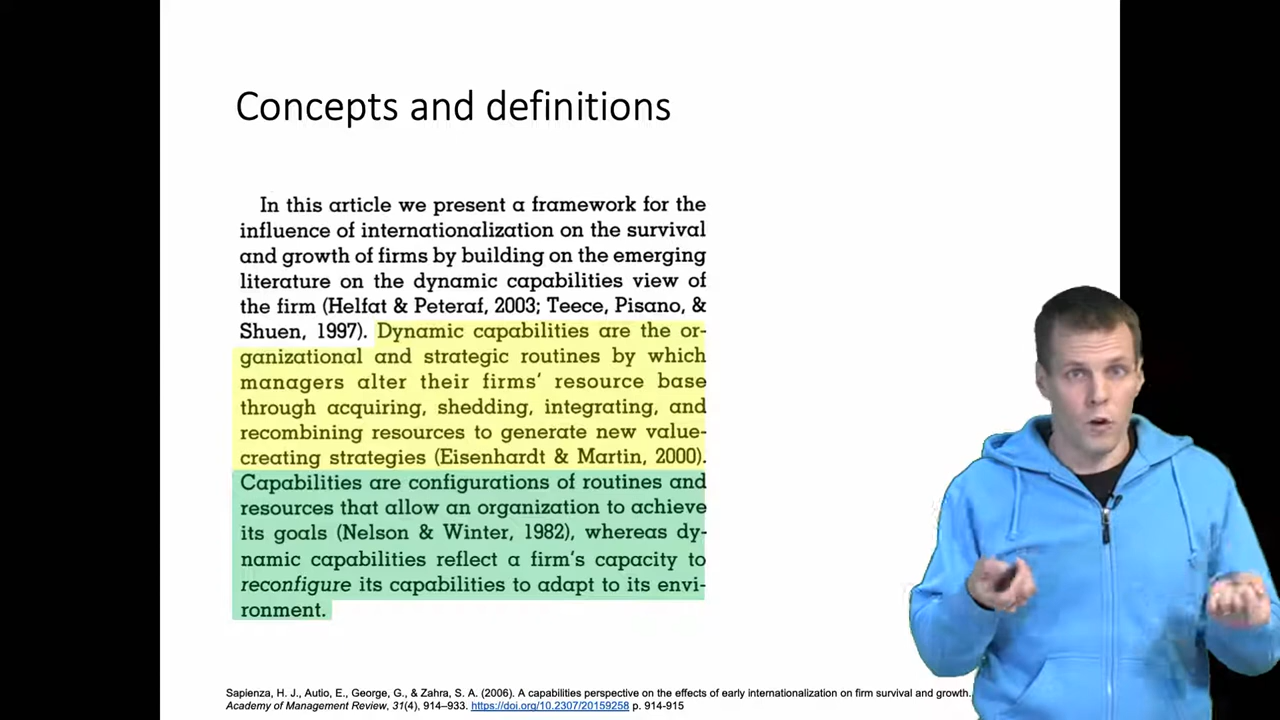 Concepts and definitions
In this article we present a framework for the
influence of internationalization on the survival
and growth of firms by building on the emerging
literature on the dynamic capabilities view of
the firm (Helfat & Peteraf, 2003; Teece, Pisano, &
Shuen, 1997). Dynamic capabilities are the or-
ganizational and strategic routines by which
managers alter their firms' resource base
through acquiring, shedding, integrating, and
recombining resources to generate new value-
creating strategies (Eisenhardt & Martin, 2000).
Capabilities are configurations of routines and
resources that allow an organization to achieve
its goals (Nelson & Winter, 1982), whereas dy-
namic capabilities reflect a firm's capacity to
reconfigure its capabilities to adapt to its envi-
ronment.
Sapienza, H. J., Autio, E., George, G., & Zahra, S. A. (2006). A capabilities perspective on the effects of early internationalization on firm survival and growth.
Academy of Management Review, 31(4), 914–933. https://doi.org/10.2307/20159258 p. 914-915